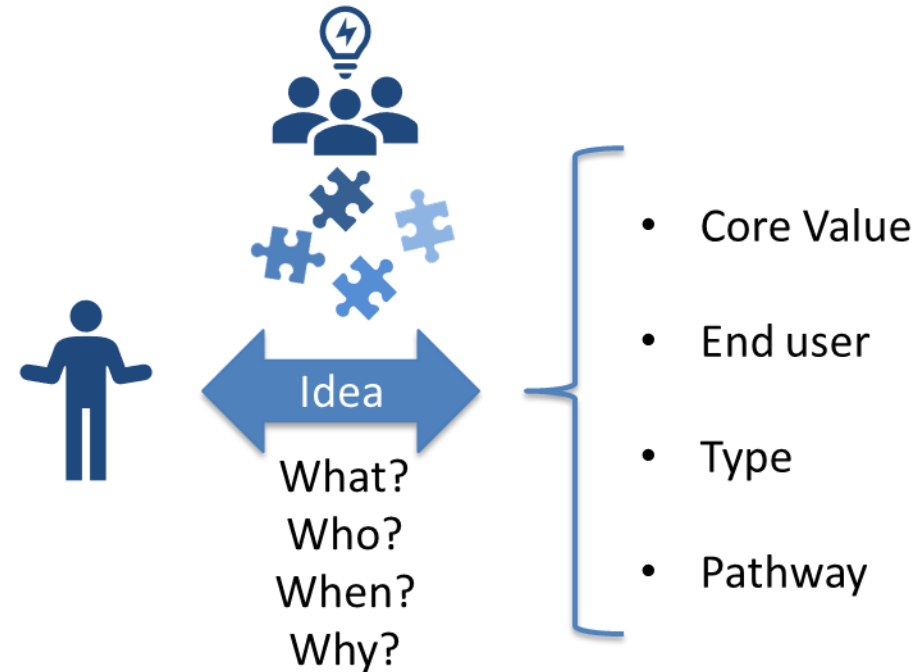 Idea
What?
Who?
When?
Why?
• Core Value
• End user
• Type
• Pathway